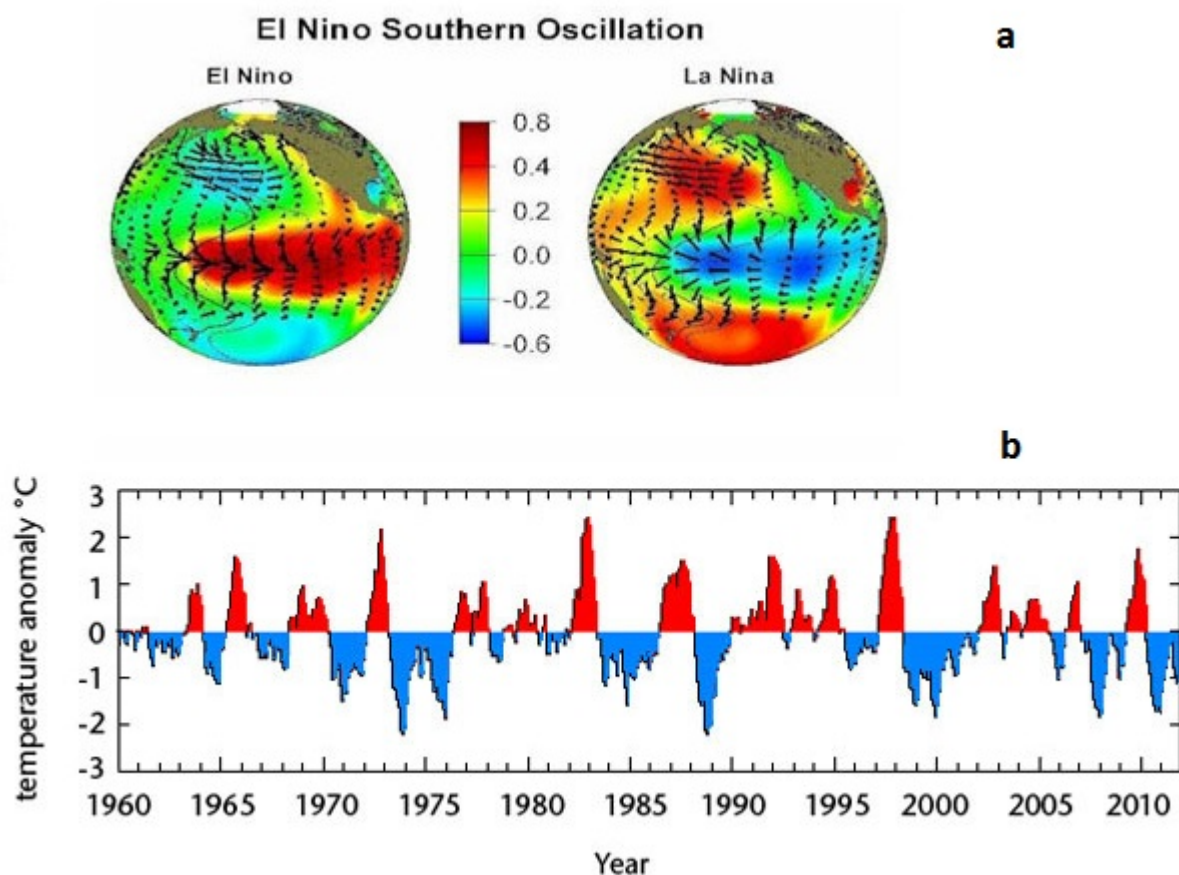 El Nino Southern Oscillation
a
El Nino
La Nina
0.8
0.4
0.2
0.0
-0.2
-0.6
b
temperature anomaly °C
3
2
1
0
-1
-2
-3
1960 1965 1970 1975 1980 1985 1990 1995 2000 2005 2010
Year